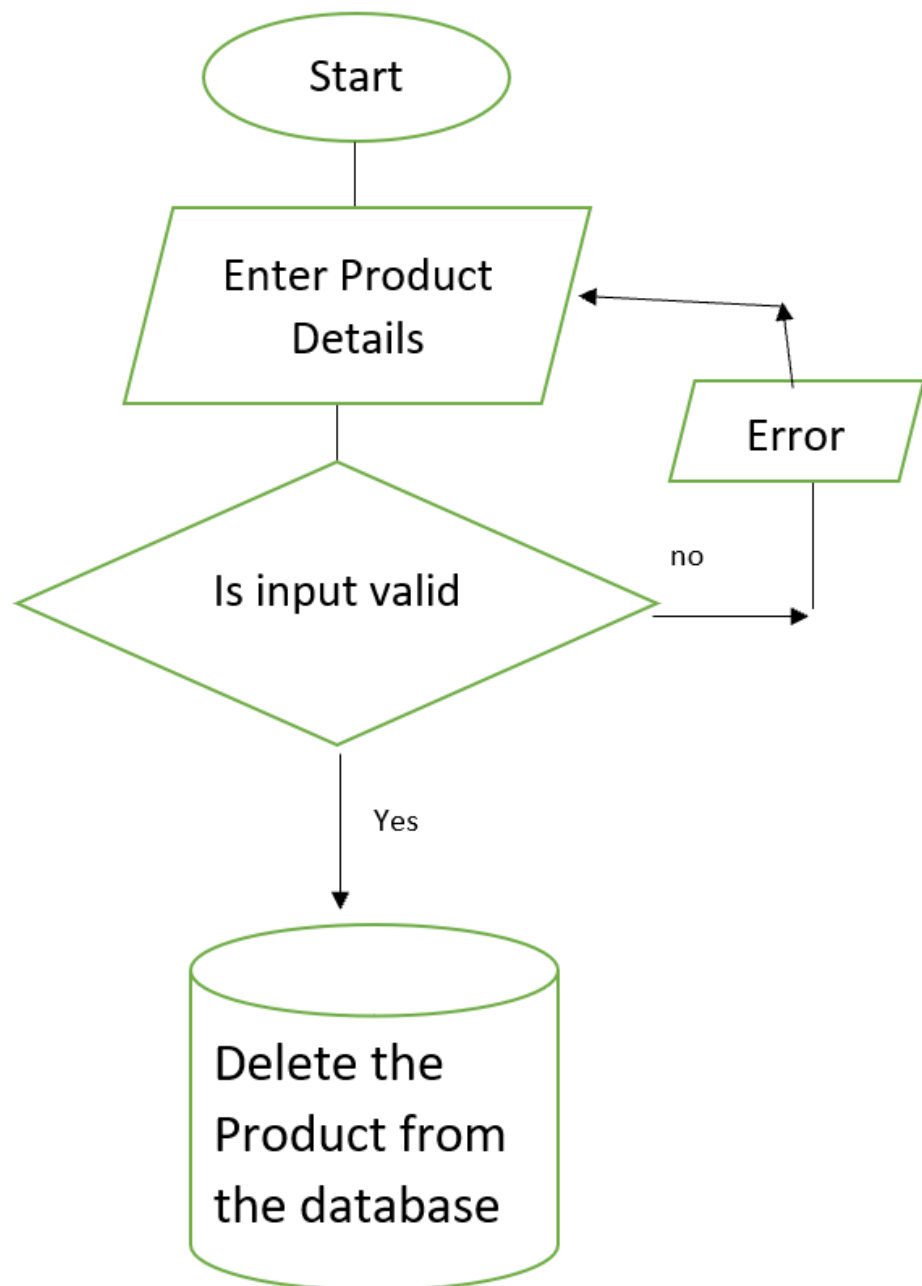 Start
Enter Product
Details
Error
Is input valid
no
Yes
Delete the
Product from
the database